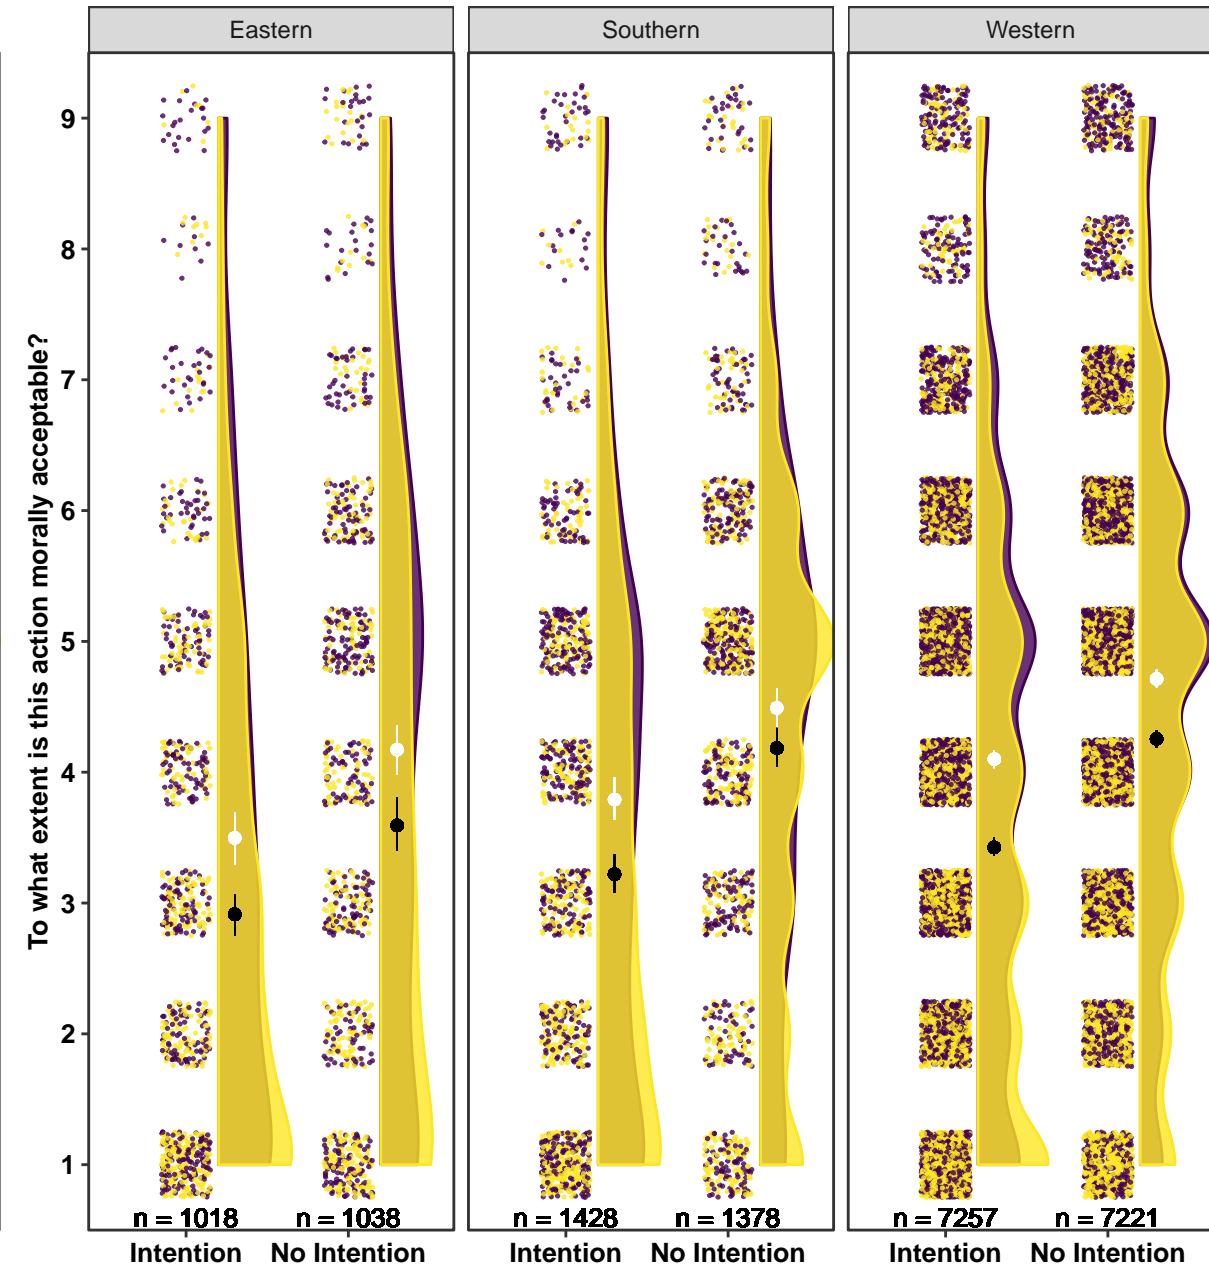 Eastern
Southern
Western
To what extent is this action morally acceptable?
9
8
7
6
5
4
3
2
1
n = 1018
n = 1038
n = 1428
n = 1378
n = 7257
n = 7221
Intention
No Intention
Intention
No Intention
Intention
No Intention